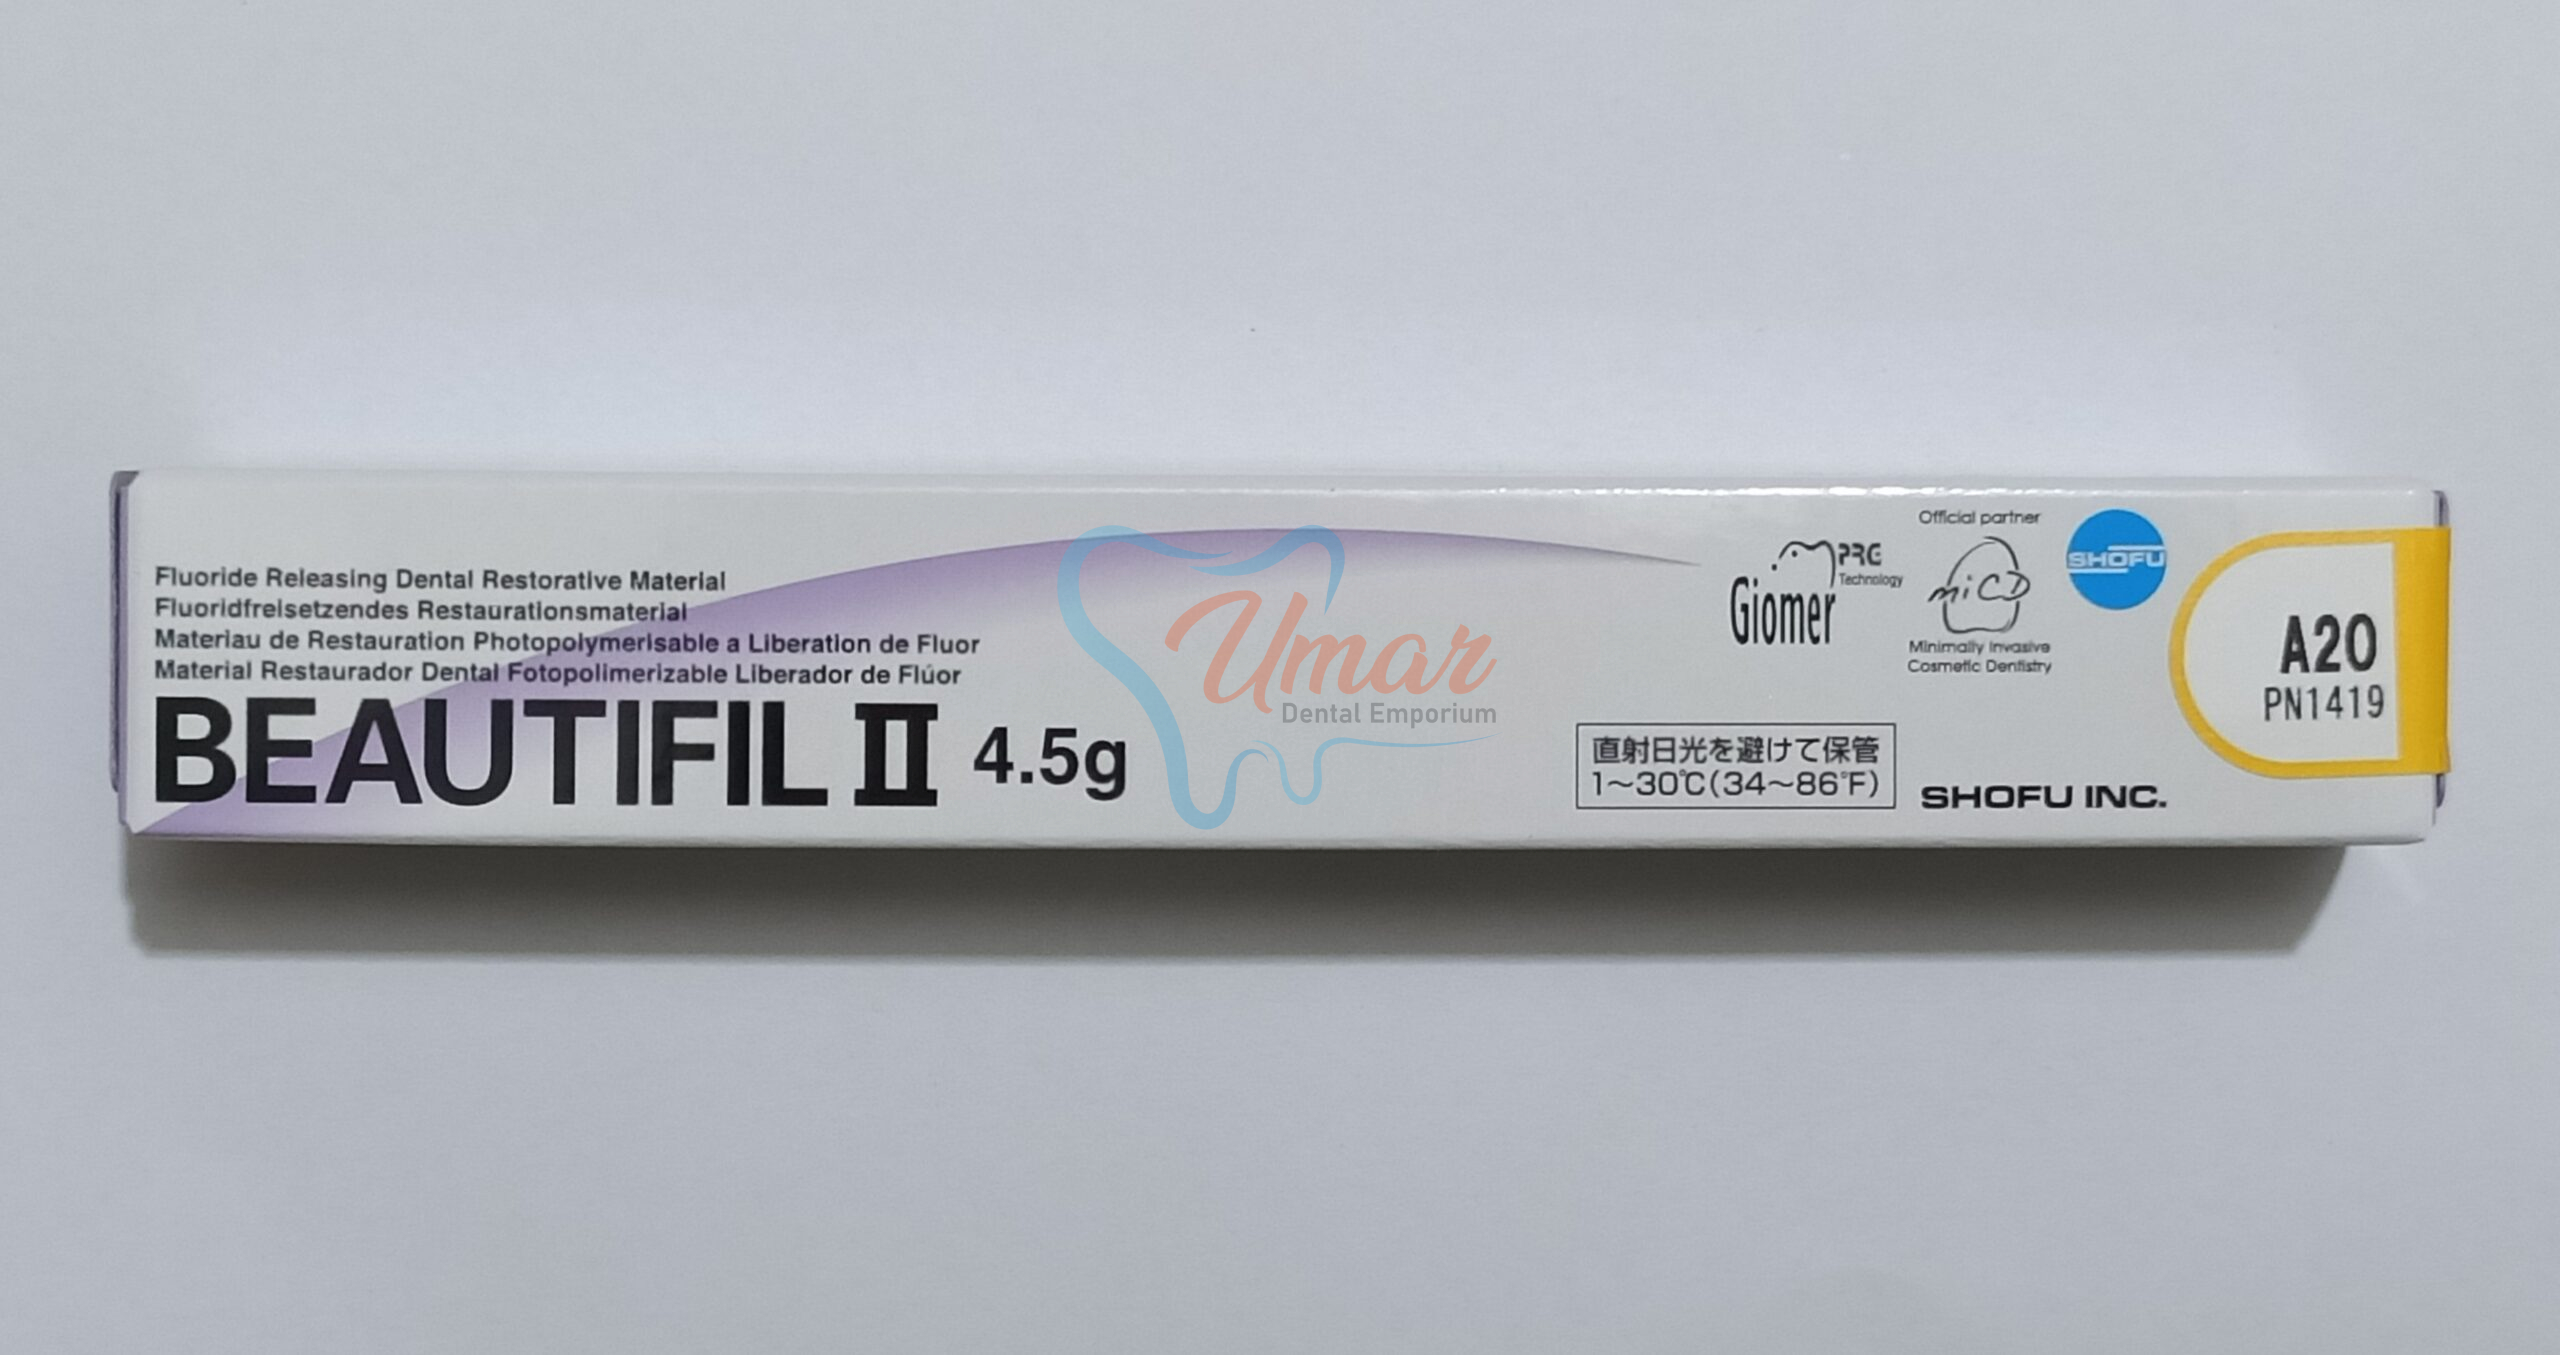 Fluoride Releasing Dental Restorative Material
Fluoridfreisetzendes Restaurationsmaterial
Materiau de Restauration Photopolymerisable a Liberation de Fluor
Material Restaurador Dental Fotopolimerizable Liberador de Flúor
BEAUTIFIL II 4.5g
Umar
Dental Emporium
PRG
Technology
Giomer
直射日光を避けて保管
1～30℃(34～86℉)
Official partner
miCD
Minimally Invasive
Cosmetic Dentistry
SHOFU
SHOFU INC.
A2O
PN1419